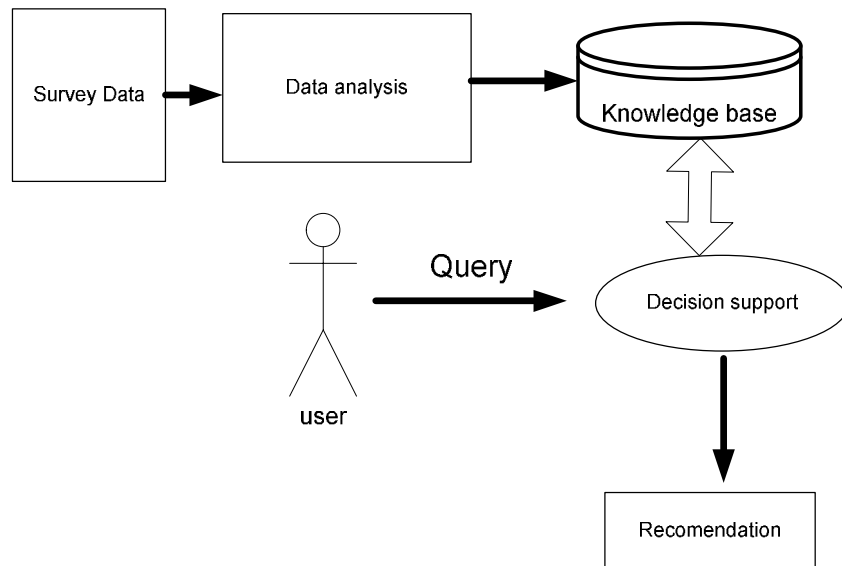 Survey Data
Data analysis
Knowledge base
Query
Decision support
user
Recomendation